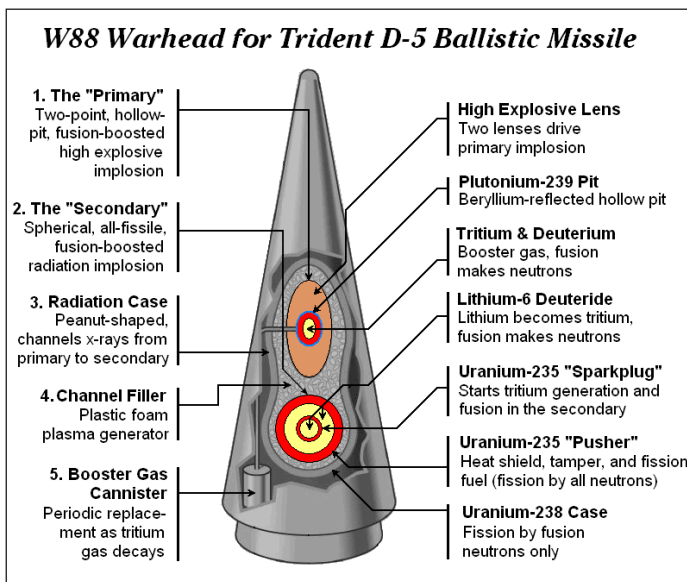 W88 Warhead for Trident D-5 Ballistic Missile
1. The "Primary"
Two-point, hollow-
pit, fusion-boosted
high explosive
implosion
2. The "Secondary"
Spherical, all-fissile,
fusion-boosted
radiation implosion
3. Radiation Case
Peanut-shaped,
channels x-rays from
primary to secondary
4. Channel Filler
Plastic foam
plasma generator
5. Booster Gas
Cannister
Periodic replace-
ment as tritium
gas decays
High Explosive Lens
Two lenses drive
primary implosion
Plutonium-239 Pit
Beryllium-reflected hollow pit
Tritium & Deuterium
Booster gas, fusion
makes neutrons
Lithium-6 Deuteride
Lithium becomes tritium,
fusion makes neutrons
Uranium-235 "Sparkplug"
Starts tritium generation and
fusion in the secondary
Uranium-235 "Pusher"
Heat shield, tamper, and fission
fuel (fission by all neutrons)
Uranium-238 Case
Fission by fusion
neutrons only